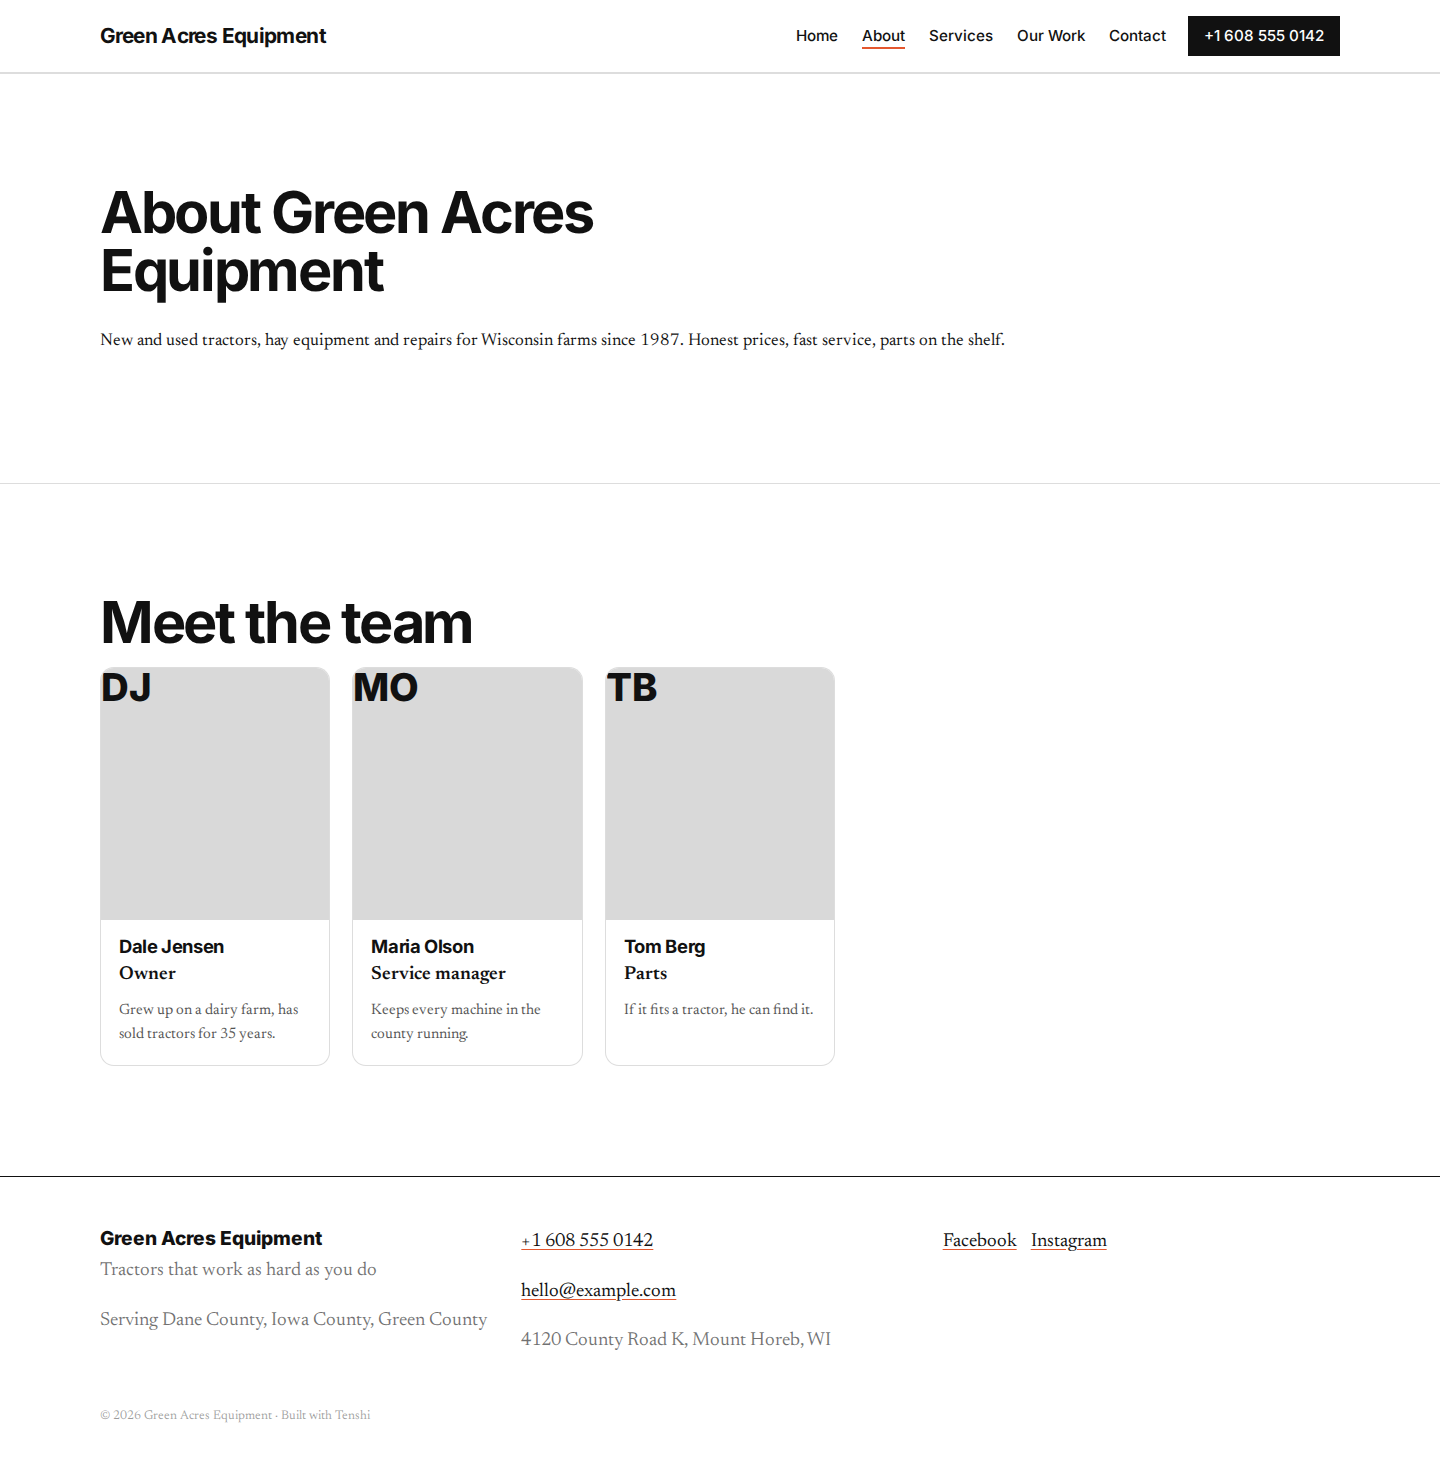 Green Acres Equipment
Home About Services Our Work Contact +1 608 555 0142
About Green Acres
Equipment
New and used tractors, hay equipment and repairs for Wisconsin farms since 1987. Honest prices, fast service, parts on the shelf.
Meet the team
DJ
Dale Jensen
Owner
Grew up on a dairy farm, has
sold tractors for 35 years.
MO
Maria Olson
Service manager
Keeps every machine in the
county running.
TB
Tom Berg
Parts
If it fits a tractor, he can find it.
Green Acres Equipment
Tractors that work as hard as you do
Serving Dane County, Iowa County, Green County
+1 608 555 0142
hello@example.com
4120 County Road K, Mount Horeb, WI
Facebook Instagram
© 2026 Green Acres Equipment · Built with Tenshi